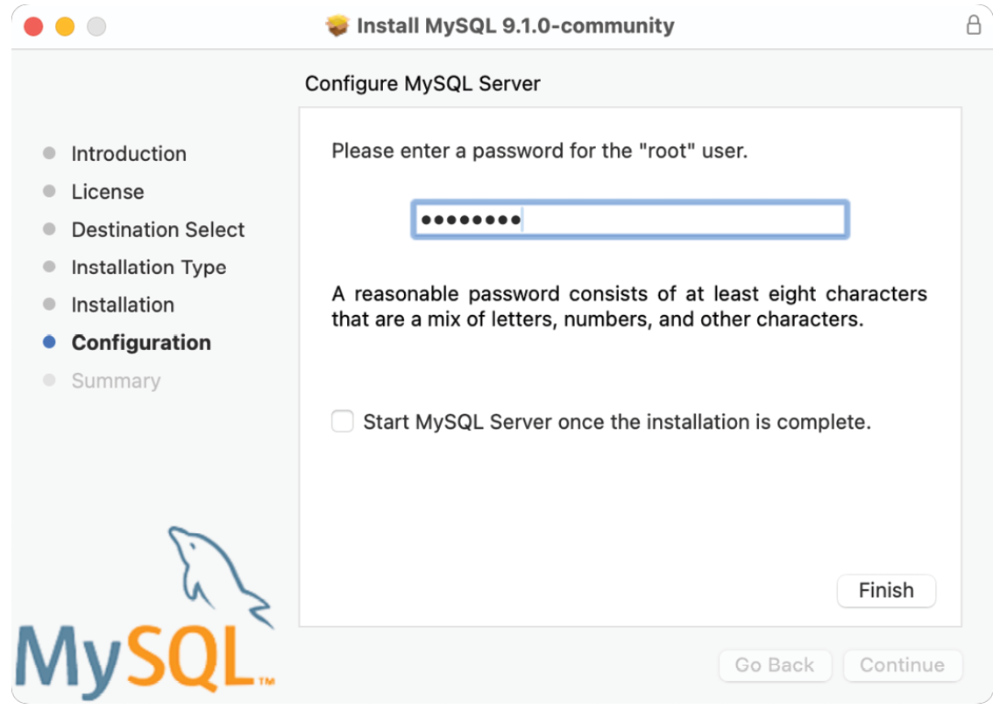 Install MySQL 9.1.0-community
Configure MySQL Server
Introduction
License
Destination Select
Installation Type
Installation
Configuration
Summary
Please enter a password for the "root" user.
••••••••
A reasonable password consists of at least eight characters
that are a mix of letters, numbers, and other characters.
Start MySQL Server once the installation is complete.
Finish
MySQL™
Go Back
Continue